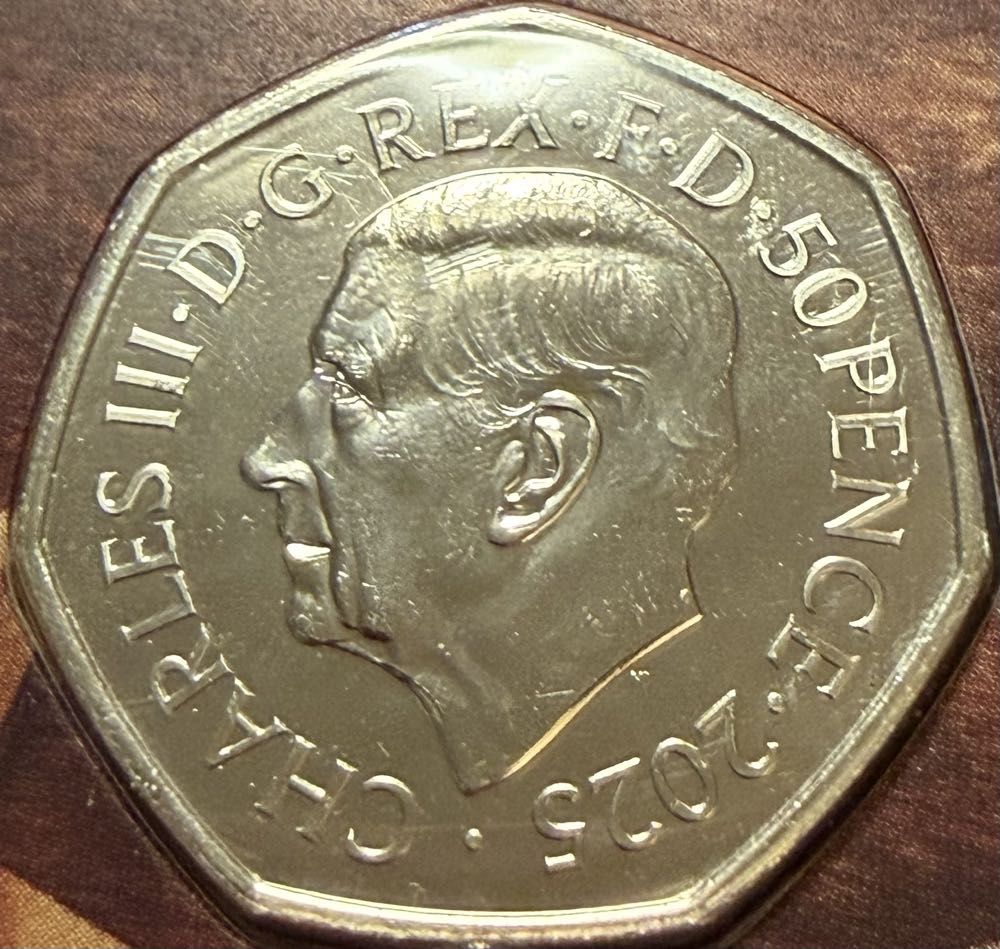 CHARLES III · D · G · REX · F · D · 50 PENCE · 2025 ·